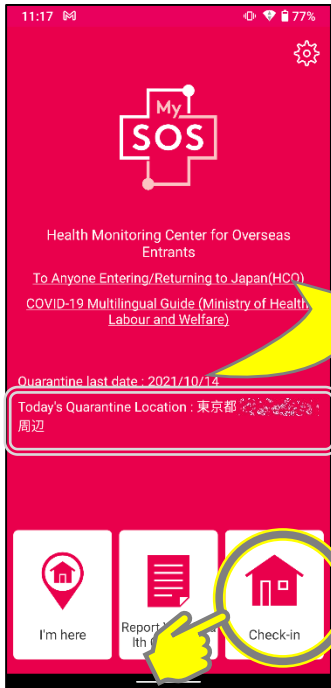 11:17 77%
My
SOS
Health Monitoring Center for Overseas
Entrants
To Anyone Entering/Returning to Japan(HCO)
COVID-19 Multilingual Guide (Ministry of Health
Labour and Welfare)
Quarantine last date : 2021/10/14
Today's Quarantine Location : 東京都
周辺
I'm here
Report
lth
Check-in